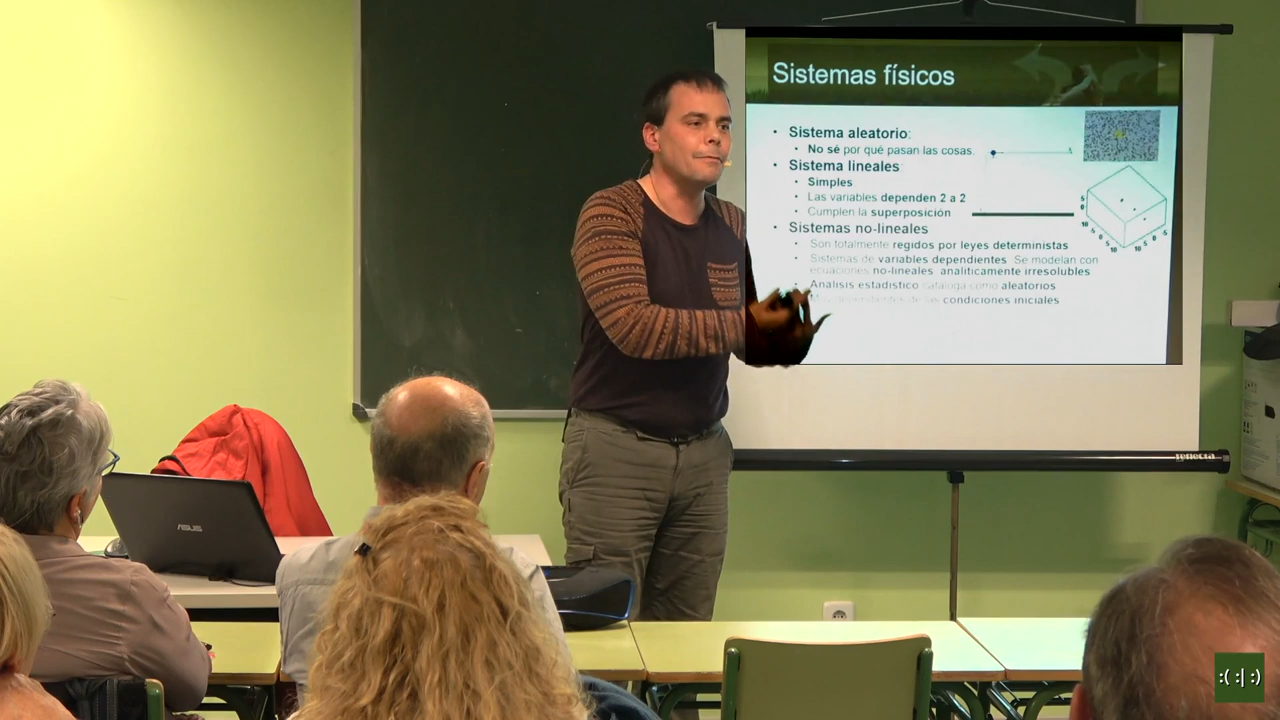 Sistemas físicos
• Sistema aleatorio:
• No sé por qué pasan las cosas.
• Sistema lineales:
• Simples
• Las variables dependen 2 a 2
• Cumplen la superposición
• Sistemas no-lineales
• Son totalmente regidos por leyes deterministas
• Sistemas de variables dependientes. Se modelan con
ecuaciones no-lineales, analíticamente irresolubles
• Análisis estadístico cataloga como aleatorios
condiciones iniciales
reflecta
ASUS
:( :| :)